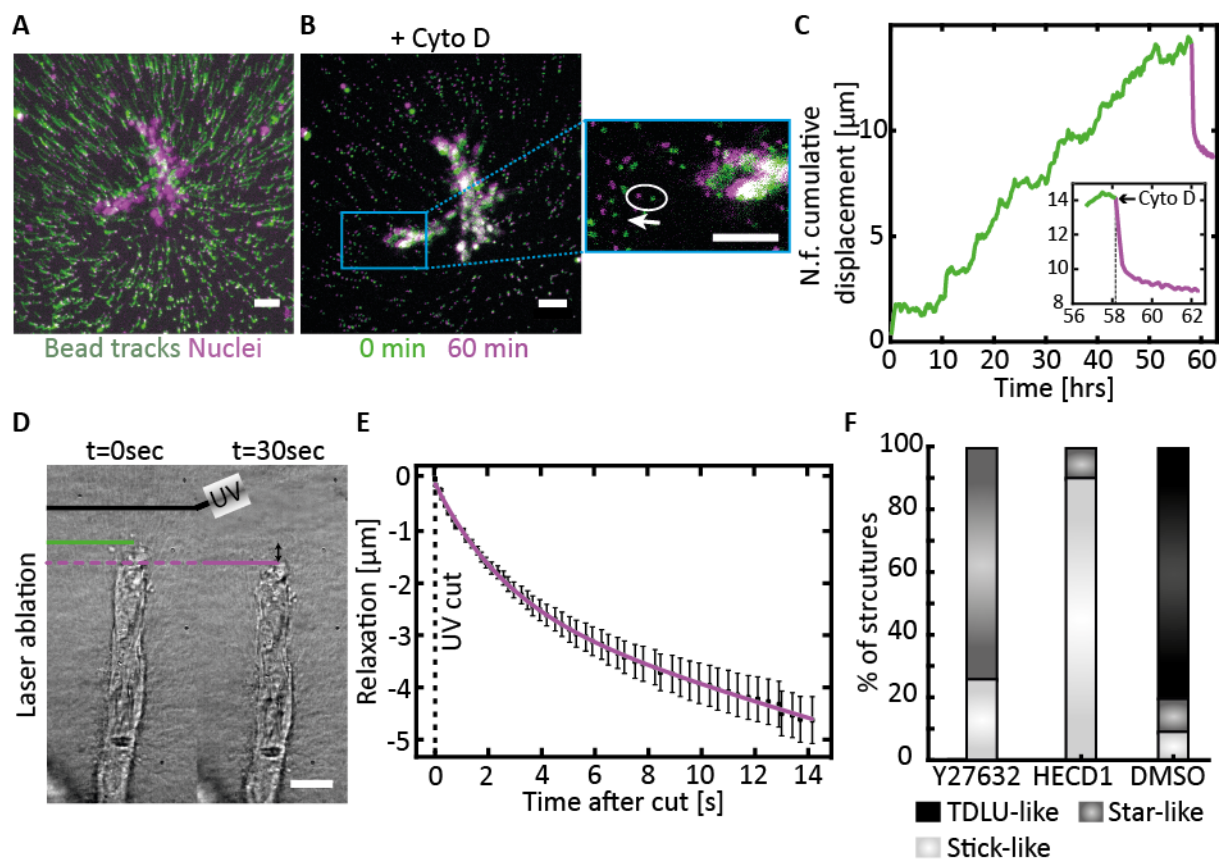 A
Bead tracks Nuclei
B
+ Cyto D
0 min 60 min
C
N.f. cumulative
displacement [µm]
10
5
0
0 10 20 30 40 50 60
Time [hrs]
14
12
10
8
56 58 60 62
Cyto D
D
t=0sec t=30sec
UV
Laser ablation
E
Relaxation [µm]
0
-1
-2
-3
-4
-5
UV cut
0 2 4 6 8 10 12 14
Time after cut [s]
F
% of strcutures
100
80
60
40
20
0
Y27632 HECD1 DMSO
TDLU-like Star-like
Stick-like